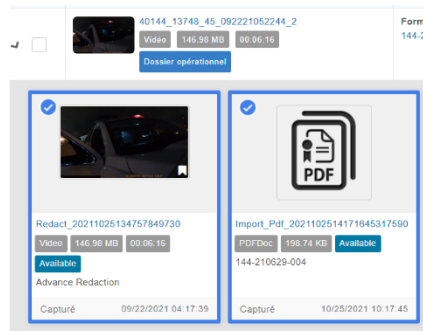 40144_13748_45_092221052244_2
Vidéo 146.98 MB 00:06:16
Dossier opérationnel
Form
144-2
PDF
Redact_20211025134757849730
Video 146.98 MB 00:06:16
Available
Advance Redaction
Capturé 09/22/2021 04:17:39
Import_Pdf_2021102514171645317590
PDFDoc 198.74 KB Available
144-210629-004
Capturé 10/25/2021 10:17:45